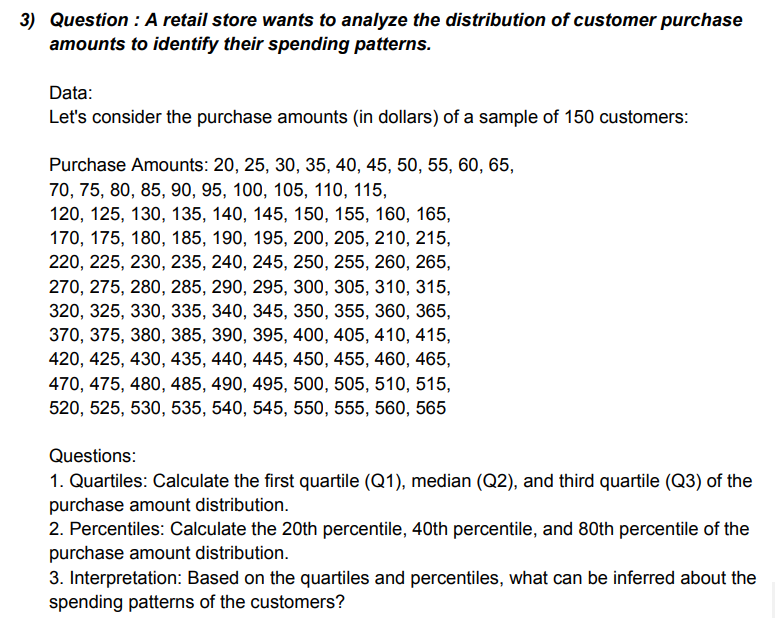 3) Question : A retail store wants to analyze the distribution of customer purchase
amounts to identify their spending patterns.
Data:
Let's consider the purchase amounts (in dollars) of a sample of 150 customers:
Purchase Amounts: 20, 25, 30, 35, 40, 45, 50, 55, 60, 65,
70, 75, 80, 85, 90, 95, 100, 105, 110, 115,
120, 125, 130, 135, 140, 145, 150, 155, 160, 165,
170, 175, 180, 185, 190, 195, 200, 205, 210, 215,
220, 225, 230, 235, 240, 245, 250, 255, 260, 265,
270, 275, 280, 285, 290, 295, 300, 305, 310, 315,
320, 325, 330, 335, 340, 345, 350, 355, 360, 365,
370, 375, 380, 385, 390, 395, 400, 405, 410, 415,
420, 425, 430, 435, 440, 445, 450, 455, 460, 465,
470, 475, 480, 485, 490, 495, 500, 505, 510, 515,
520, 525, 530, 535, 540, 545, 550, 555, 560, 565
Questions:
1. Quartiles: Calculate the first quartile (Q1), median (Q2), and third quartile (Q3) of the
purchase amount distribution.
2. Percentiles: Calculate the 20th percentile, 40th percentile, and 80th percentile of the
purchase amount distribution.
3. Interpretation: Based on the quartiles and percentiles, what can be inferred about the
spending patterns of the customers?